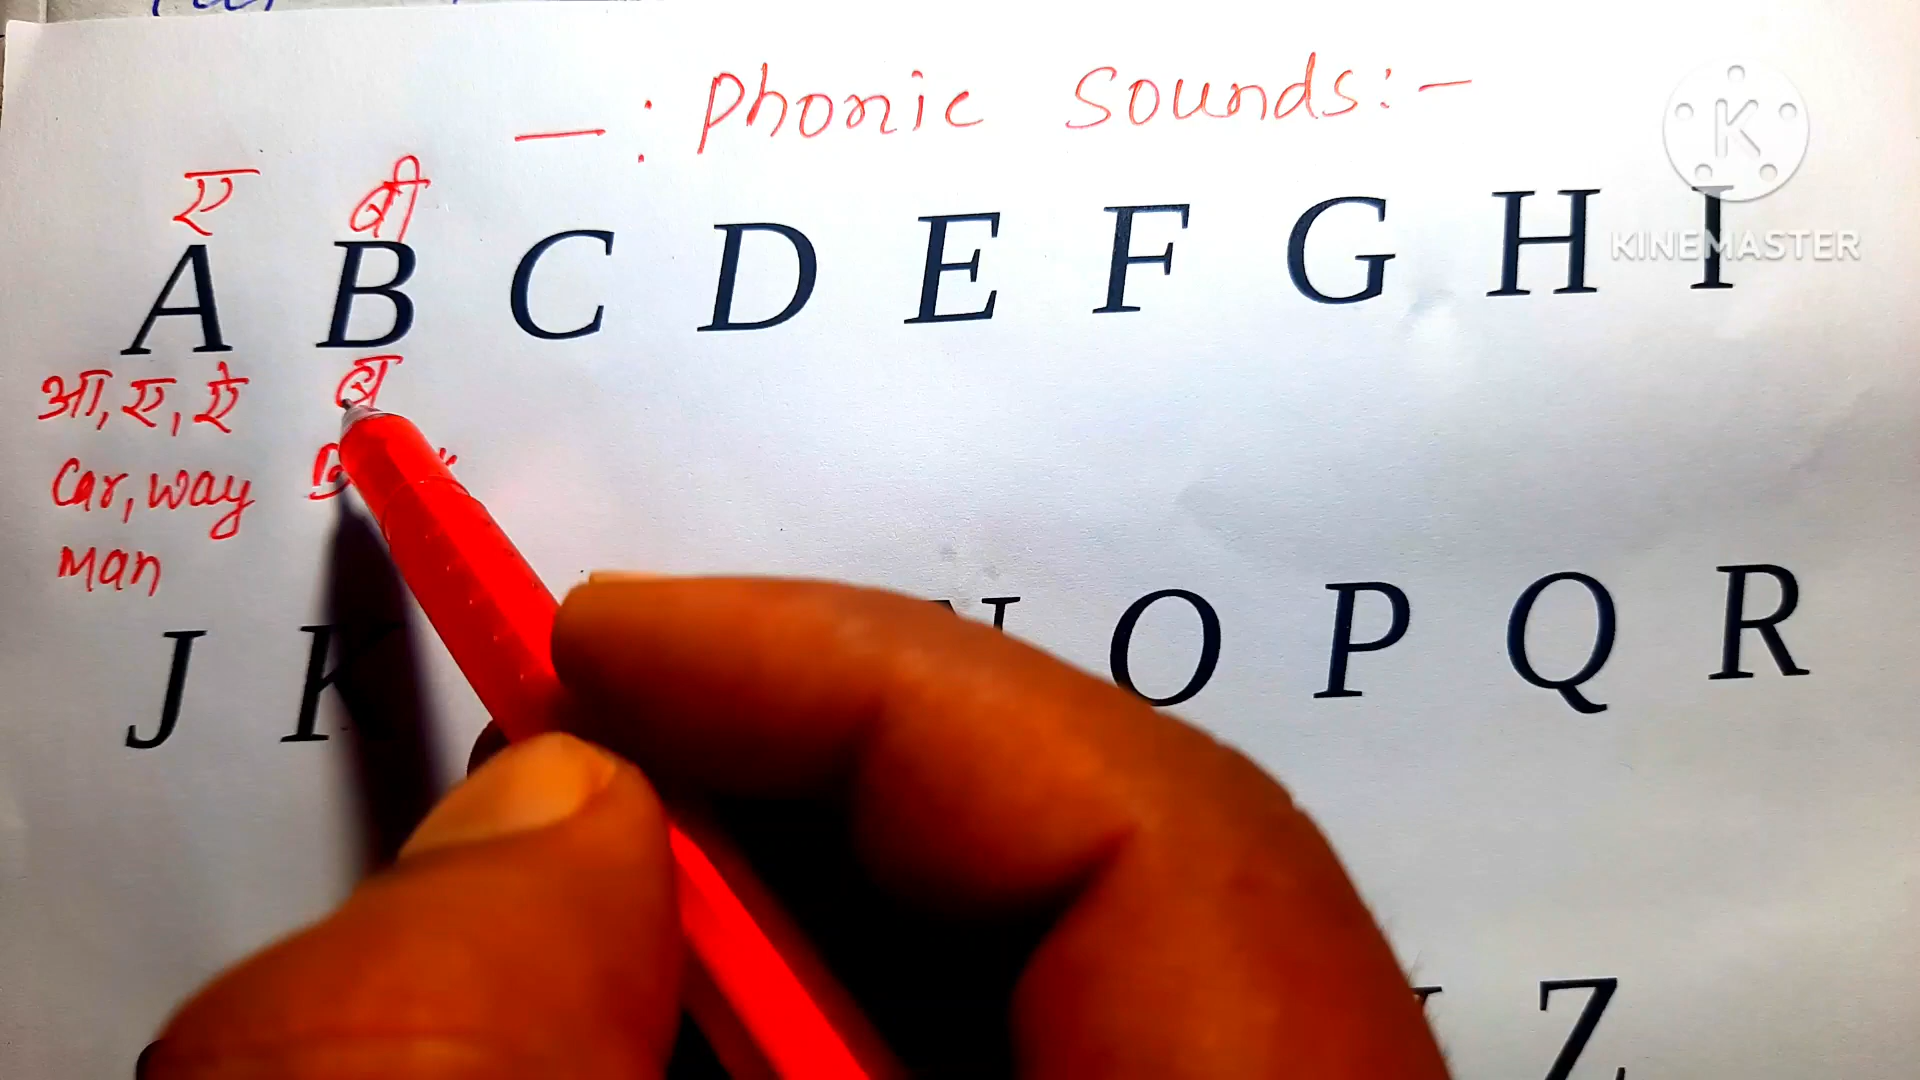 -: Phonic Sounds:-
ए बी
A B C D E F G H I
आ, ए, ऐ ब
Car, way
Man
J K O P Q R
Z
KINEMASTER